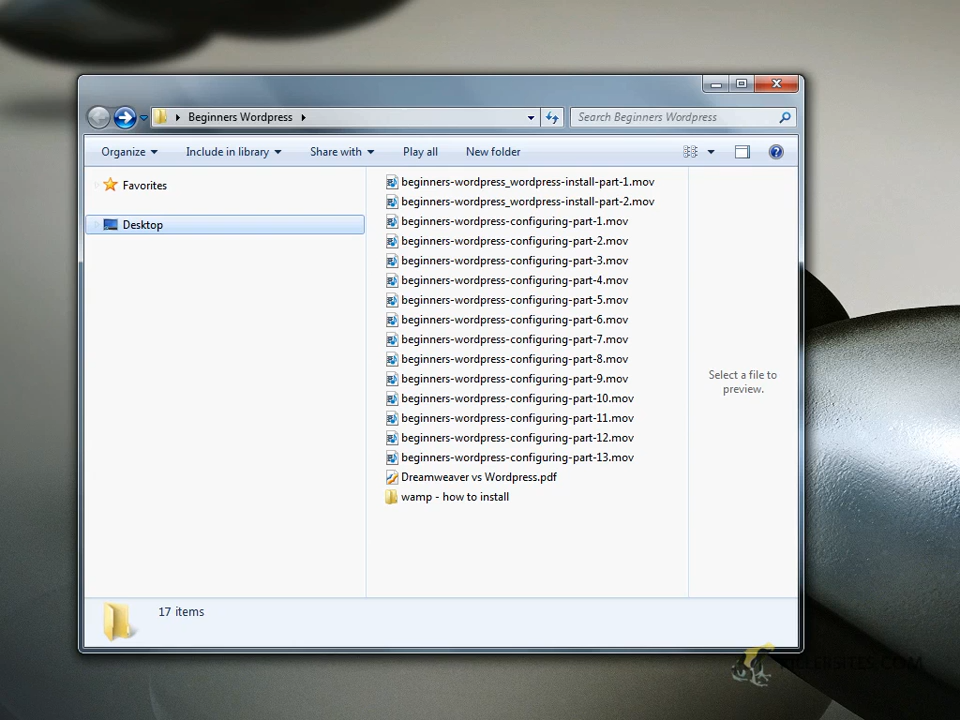 Beginners Wordpress
Search Beginners Wordpress
Organize
Include in library
Share with
Play all
New folder
Favorites
Desktop
beginners-wordpress_wordpress-install-part-1.mov
beginners-wordpress_wordpress-install-part-2.mov
beginners-wordpress-configuring-part-1.mov
beginners-wordpress-configuring-part-2.mov
beginners-wordpress-configuring-part-3.mov
beginners-wordpress-configuring-part-4.mov
beginners-wordpress-configuring-part-5.mov
beginners-wordpress-configuring-part-6.mov
beginners-wordpress-configuring-part-7.mov
beginners-wordpress-configuring-part-8.mov
beginners-wordpress-configuring-part-9.mov
beginners-wordpress-configuring-part-10.mov
beginners-wordpress-configuring-part-11.mov
beginners-wordpress-configuring-part-12.mov
beginners-wordpress-configuring-part-13.mov
Dreamweaver vs Wordpress.pdf
wamp - how to install
Select a file to
preview.
17 items
KILLERSITES.COM